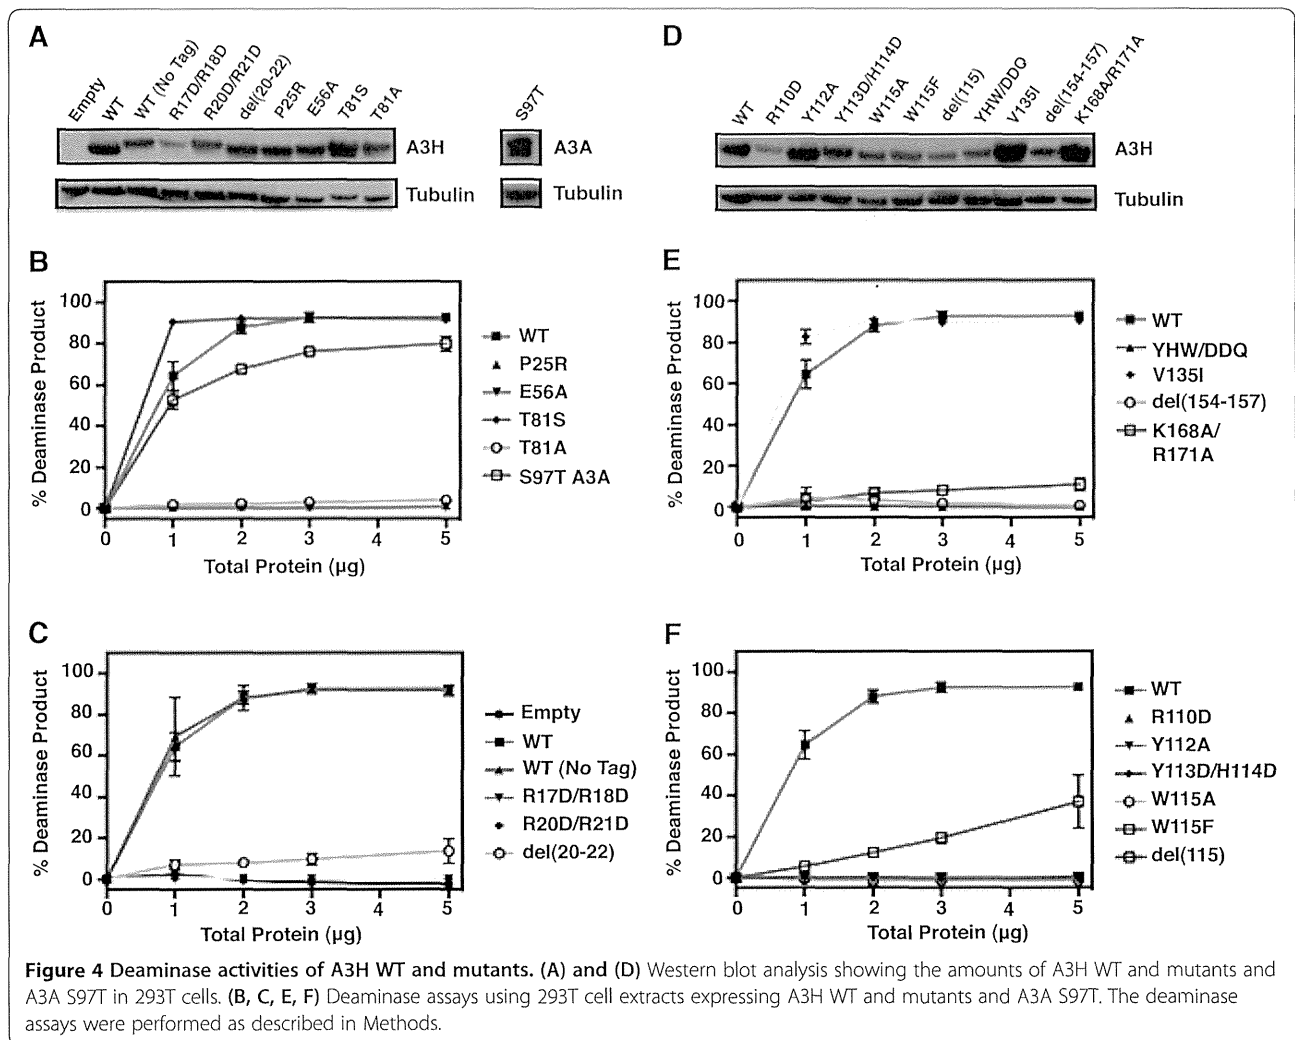 A
Empty
WT
WT (No Tag)
R17D/R18D
R20D/R21D
del(20-22)
P25R
E56A
T81S
T81A
S97T
A3H
A3A
Tubulin
Tubulin
D
WT
R110D
Y112A
Y113D/H114D
W115A
W115F
del(115)
YHW/DDQ
V135I
del(154-157)
K168A/R171A
A3H
Tubulin
B
% Deaminase Product
100
80
60
40
20
0
0 1 2 3 4 5
Total Protein (µg)
WT
P25R
E56A
T81S
T81A
S97T A3A
E
% Deaminase Product
100
80
60
40
20
0
0 1 2 3 4 5
Total Protein (µg)
WT
YHW/DDQ
V135I
del(154-157)
K168A/
R171A
C
% Deaminase Product
100
80
60
40
20
0
0 1 2 3 4 5
Total Protein (µg)
Empty
WT
WT (No Tag)
R17D/R18D
R20D/R21D
del(20-22)
F
% Deaminase Product
100
80
60
40
20
0
0 1 2 3 4 5
Total Protein (µg)
WT
R110D
Y112A
Y113D/H114D
W115A
W115F
del(115)
Figure 4 Deaminase activities of A3H WT and mutants. (A) and (D) Western blot analysis showing the amounts of A3H WT and mutants and
A3A S97T in 293T cells. (B, C, E, F) Deaminase assays using 293T cell extracts expressing A3H WT and mutants and A3A S97T. The deaminase
assays were performed as described in Methods.